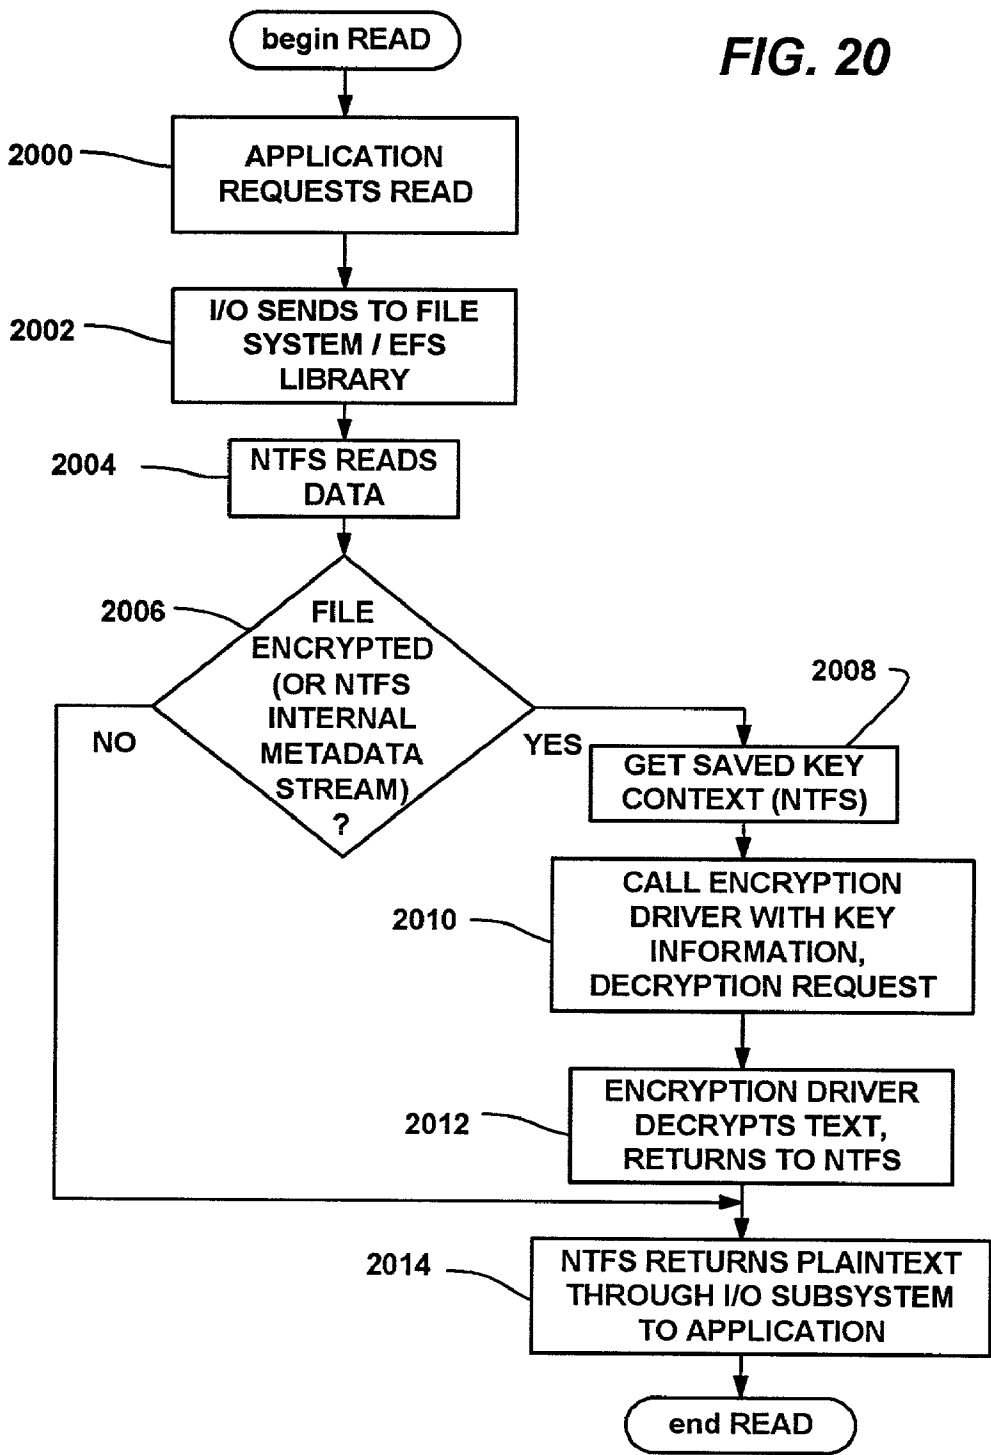 begin READ
FIG. 20
2000
APPLICATION
REQUESTS READ
2002
I/O SENDS TO FILE
SYSTEM / EFS
LIBRARY
2004
NTFS READS
DATA
2006
FILE
ENCRYPTED
(OR NTFS
INTERNAL
METADATA
STREAM)
?
NO
YES
2008
GET SAVED KEY
CONTEXT (NTFS)
2010
CALL ENCRYPTION
DRIVER WITH KEY
INFORMATION,
DECRYPTION REQUEST
2012
ENCRYPTION DRIVER
DECRYPTS TEXT,
RETURNS TO NTFS
2014
NTFS RETURNS PLAINTEXT
THROUGH I/O SUBSYSTEM
TO APPLICATION
end READ